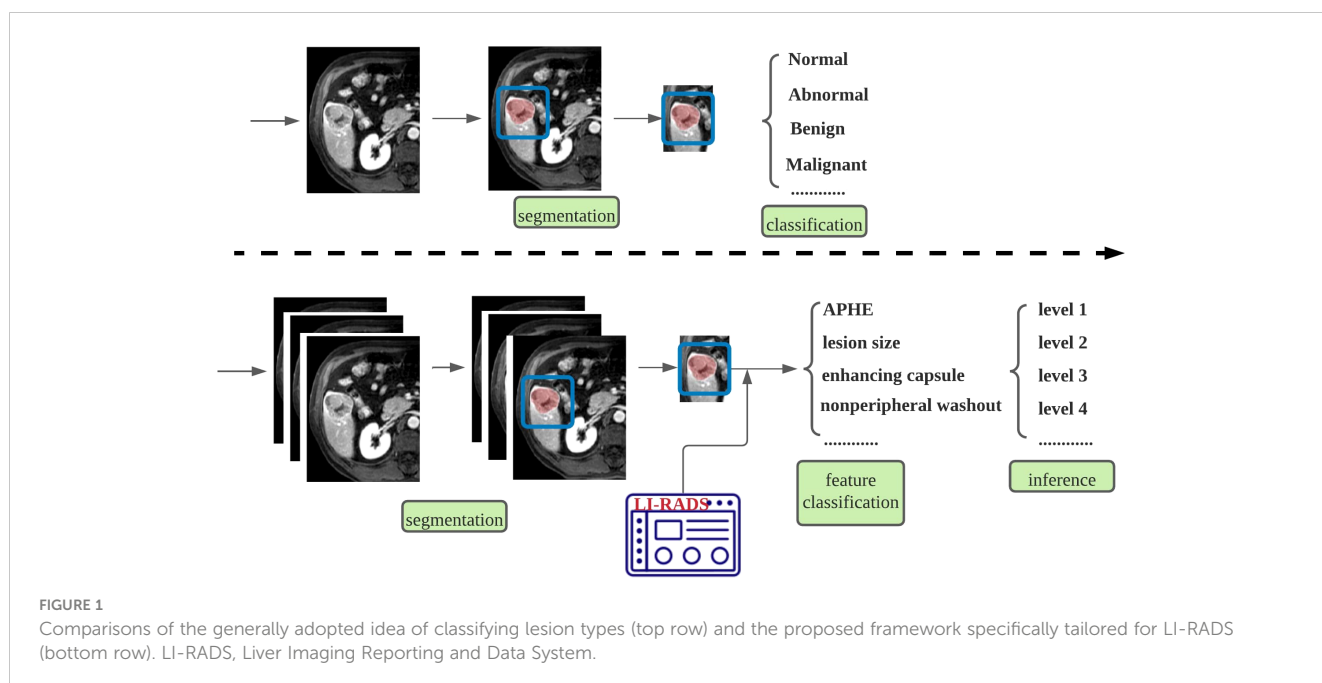 Normal
Abnormal
Benign
Malignant
............
segmentation
classification
APHE
lesion size
enhancing capsule
nonperipheral washout
............
level 1
level 2
level 3
level 4
............
segmentation
LI-RADS
feature
classification
inference
FIGURE 1
Comparisons of the generally adopted idea of classifying lesion types (top row) and the proposed framework specifically tailored for LI-RADS
(bottom row). LI-RADS, Liver Imaging Reporting and Data System.